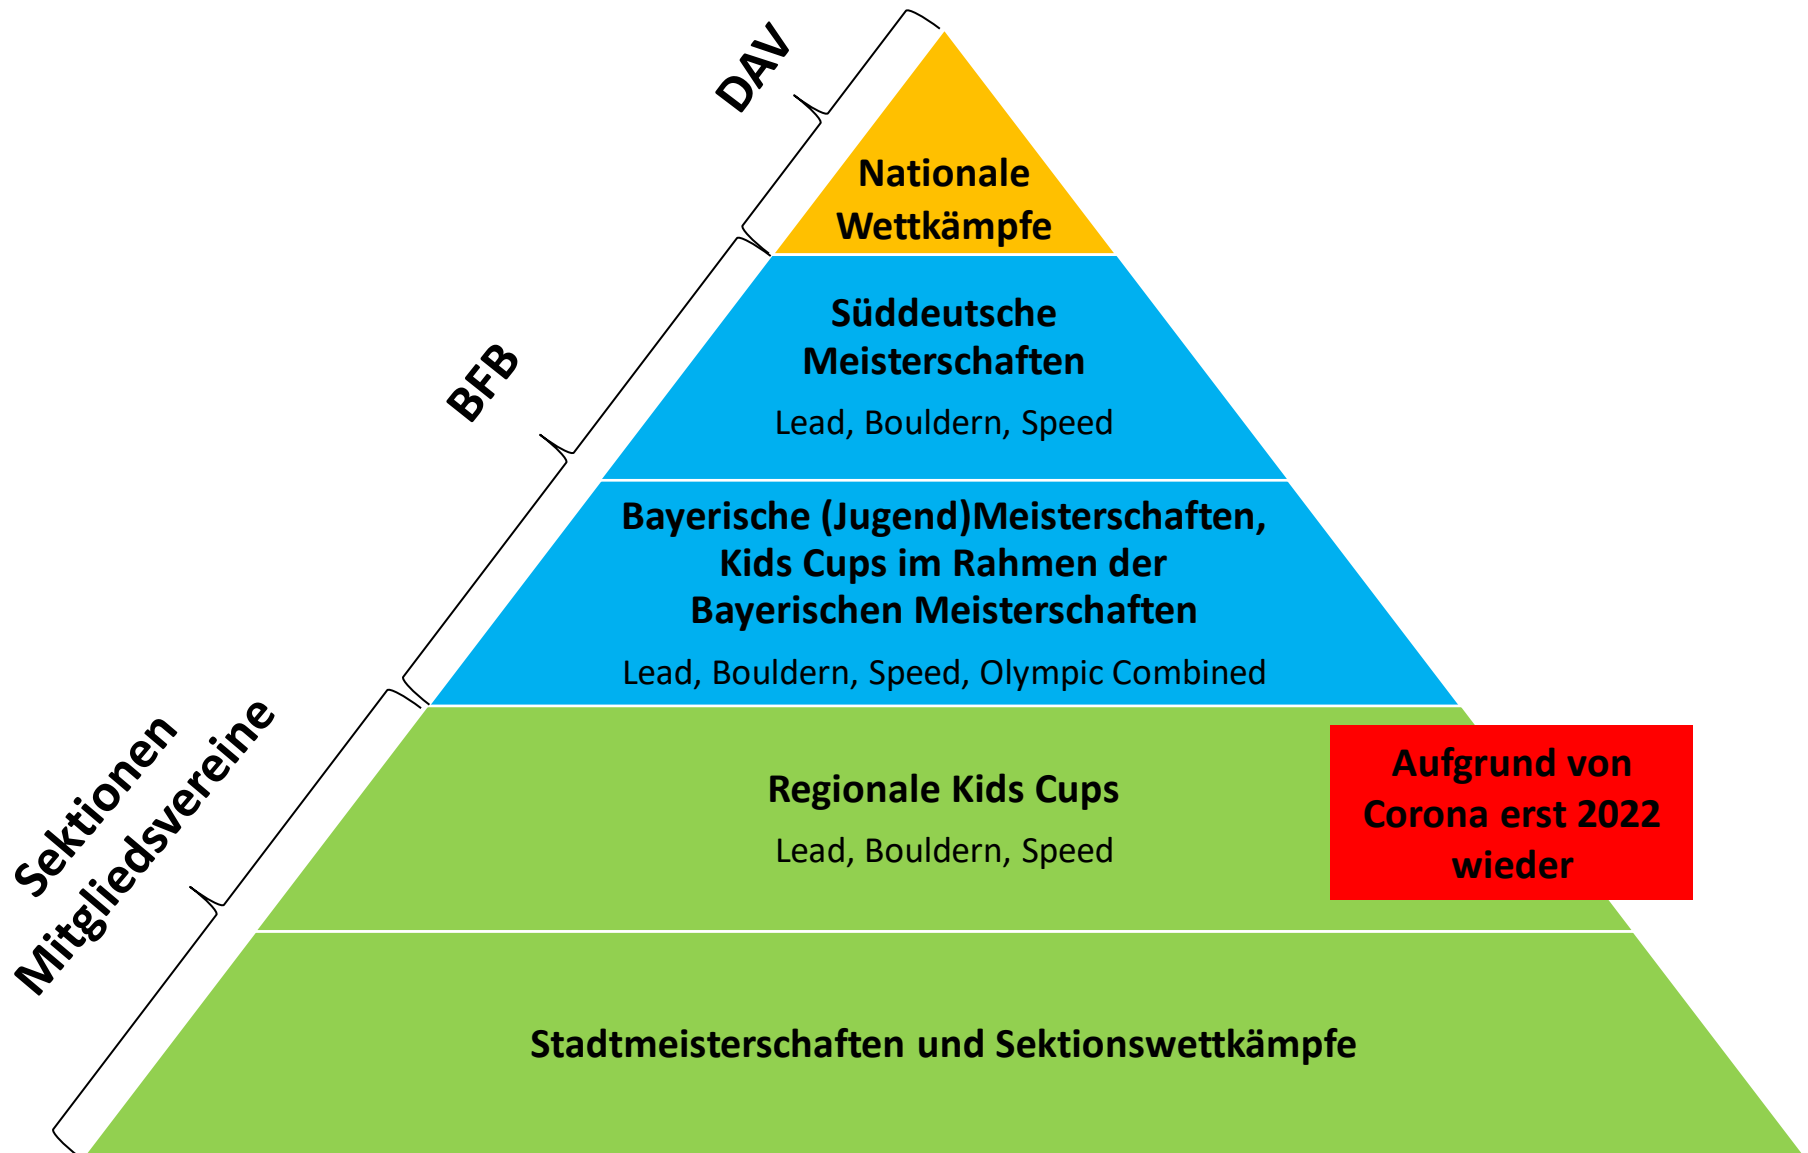 DAV
Nationale
Wettkämpfe
BFB
Süddeutsche
Meisterschaften
Lead, Bouldern, Speed
Bayerische (Jugend)Meisterschaften,
Kids Cups im Rahmen der
Bayerischen Meisterschaften
Lead, Bouldern, Speed, Olympic Combined
Sektionen
Mitgliedsvereine
Regionale Kids Cups
Lead, Bouldern, Speed
Aufgrund von
Corona erst 2022
wieder
Stadtmeisterschaften und Sektionswettkämpfe